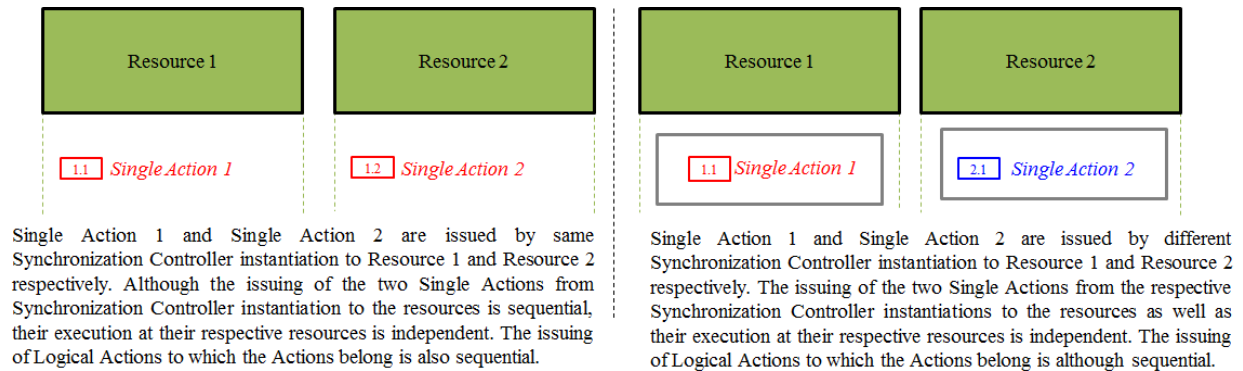 Resource 1
Resource 2
1.1 Single Action 1
1.2 Single Action 2
Single Action 1 and Single Action 2 are issued by same
Synchronization Controller instantiation to Resource 1 and Resource 2
respectively. Although the issuing of the two Single Actions from
Synchronization Controller instantiation to the resources is sequential,
their execution at their respective resources is independent. The issuing
of Logical Actions to which the Actions belong is also sequential.
Resource 1
Resource 2
1.1 Single Action 1
2.1 Single Action 2
Single Action 1 and Single Action 2 are issued by different
Synchronization Controller instantiation to Resource 1 and Resource 2
respectively. The issuing of the two Single Actions from the respective
Synchronization Controller instantiations to the resources as well as
their execution at their respective resources is independent. The issuing
of Logical Actions to which the Actions belong is although sequential.